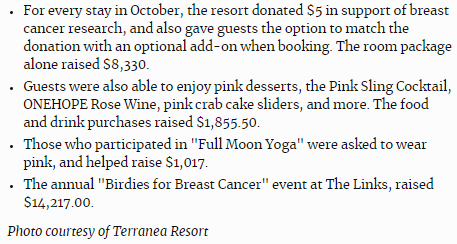 • For every stay in October, the resort donated $5 in support of breast
cancer research, and also gave guests the option to match the
donation with an optional add-on when booking. The room package
alone raised $8,330.
• Guests were also able to enjoy pink desserts, the Pink Sling Cocktail,
ONEHOPE Rose Wine, pink crab cake sliders, and more. The food
and drink purchases raised $1,855.50.
• Those who participated in "Full Moon Yoga" were asked to wear
pink, and helped raise $1,017.
• The annual "Birdies for Breast Cancer" event at The Links, raised
$14,217.00.
Photo courtesy of Terranea Resort